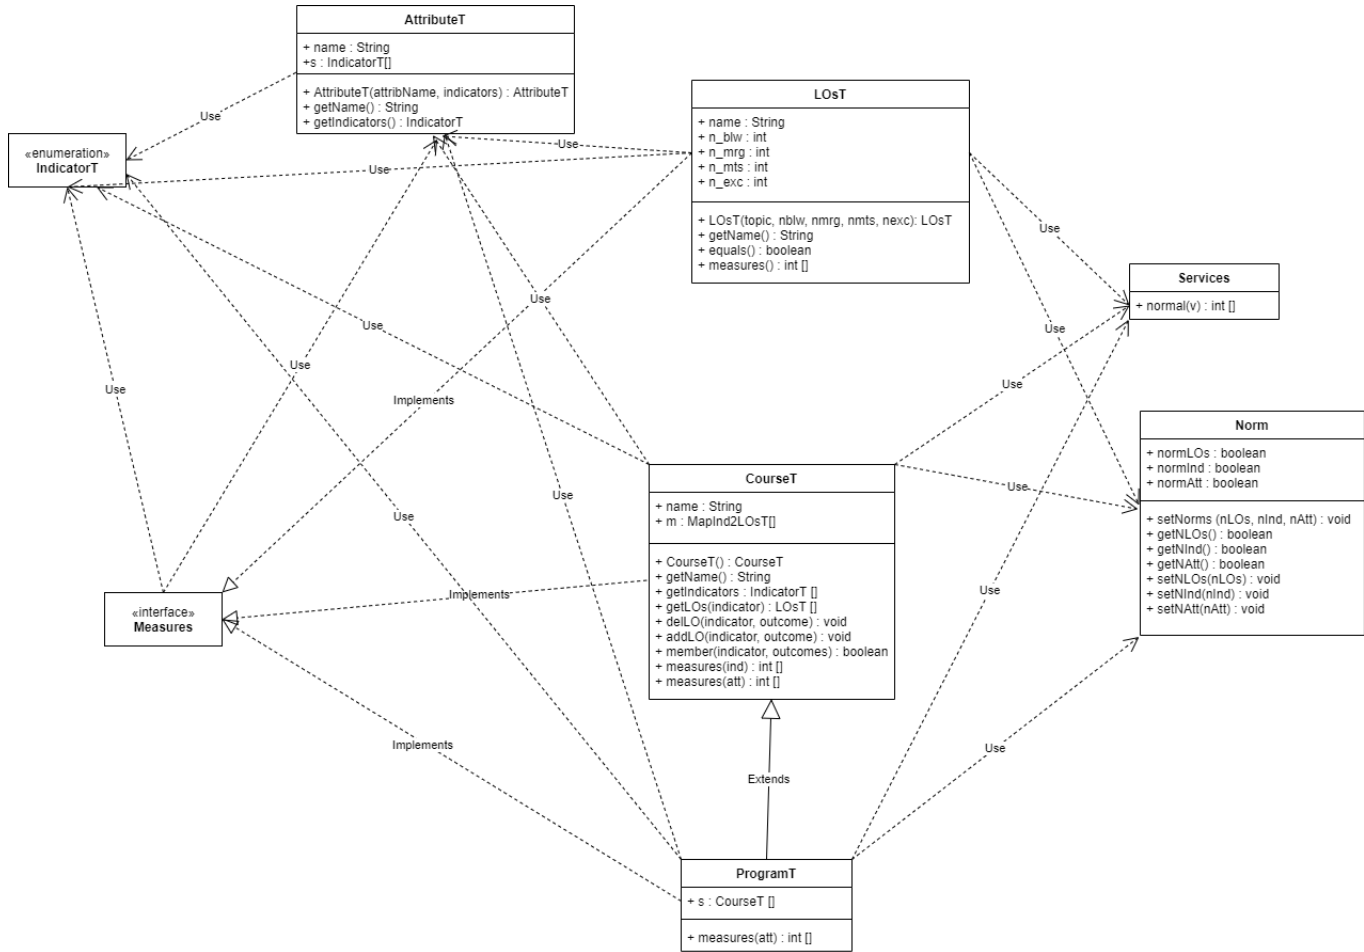 AttributeT
+ name : String
+s : IndicatorT[]
+ AttributeT(attribName, indicators) : AttributeT
+ getName() : String
+ getIndicators() : IndicatorT
LOsT
+ name : String
+ n_blw : int
+ n_mrg : int
+ n_mts : int
+ n_exc : int
+ LOsT(topic, nblw, nmrg, nmts, nexc): LOsT
+ getName() : String
+ equals() : boolean
+ measures() : int []
«enumeration»
IndicatorT
Use
Use
Use
Use
Services
+ normal(v) : int []
Use
Use
Use
Use
Use
Use
Implements
Norm
+ normLOs : boolean
+ normInd : boolean
+ normAtt : boolean
+ setNorms (nLOs, nInd, nAtt) : void
+ getNLOs() : boolean
+ getNInd() : boolean
+ getNAtt() : boolean
+ setNLOs(nLOs) : void
+ setNInd(nInd) : void
+ setNAtt(nAtt) : void
CourseT
+ name : String
+ m : MapInd2LOsT[]
+ CourseT() : CourseT
+ getName() : String
+ getIndicators : IndicatorT []
+ getLOs(indicator) : LOsT []
+ delLO(indicator, outcome) : void
+ addLO(indicator, outcome) : void
+ member(indicator, outcomes) : boolean
+ measures(ind) : int []
+ measures(att) : int []
Use
Use
Use
Use
Implements
«interface»
Measures
Implements
Use
Extends
ProgramT
+ s : CourseT []
+ measures(att) : int []